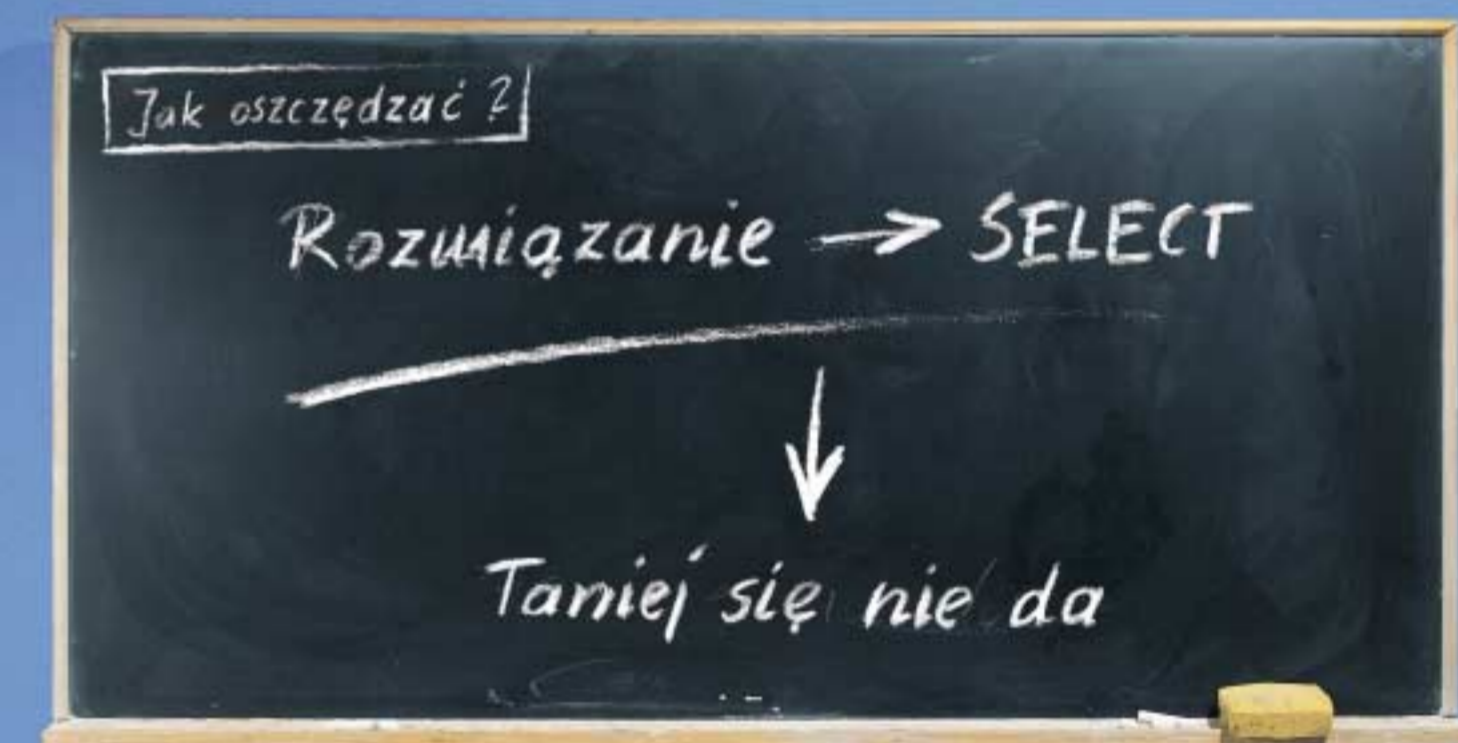 Jak oszczędzać ?
Rozwiązanie → SELECT
Taniej się nie da